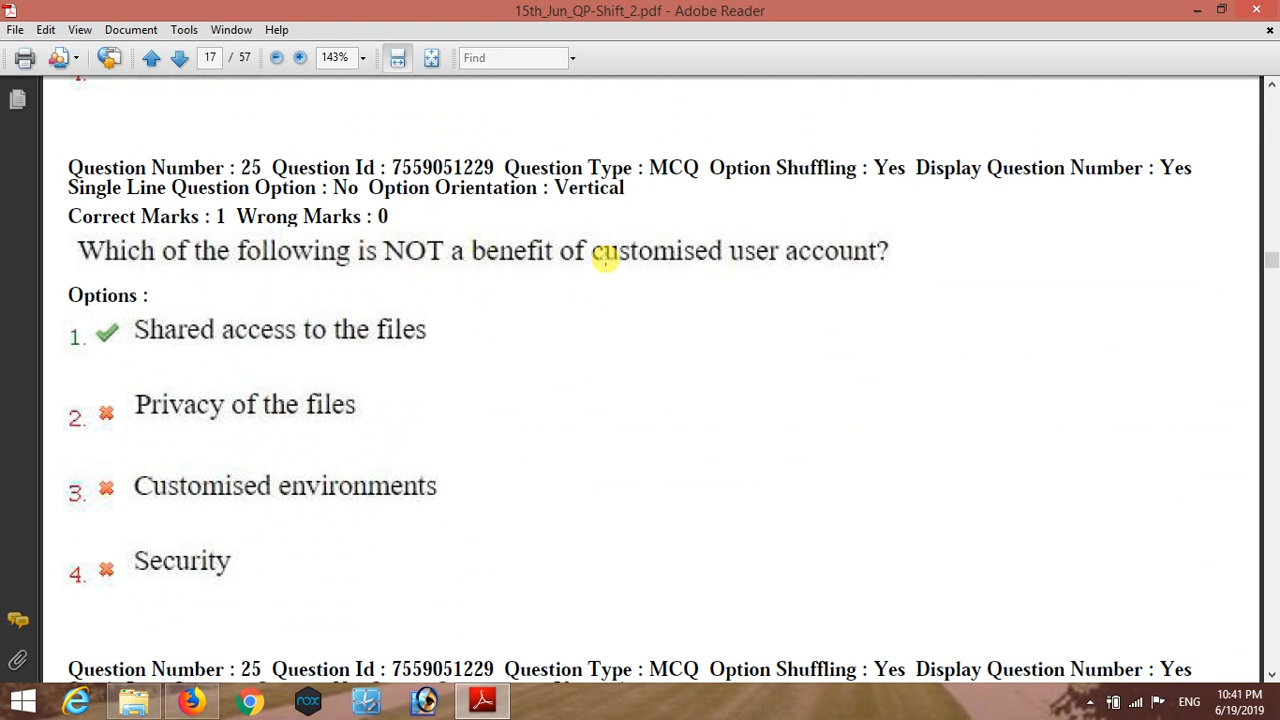 15th_Jun_QP-Shift_2.pdf - Adobe Reader
File Edit View Document Tools Window Help
17 / 57 143% Find
Question Number : 25 Question Id : 7559051229 Question Type : MCQ Option Shuffling : Yes Display Question Number : Yes
Single Line Question Option : No Option Orientation : Vertical
Correct Marks : 1 Wrong Marks : 0
Which of the following is NOT a benefit of customised user account?
Options :
1. Shared access to the files
2. Privacy of the files
3. Customised environments
4. Security
Question Number : 25 Question Id : 7559051229 Question Type : MCQ Option Shuffling : Yes Display Question Number : Yes
nox
ENG
10:41 PM
6/19/2019